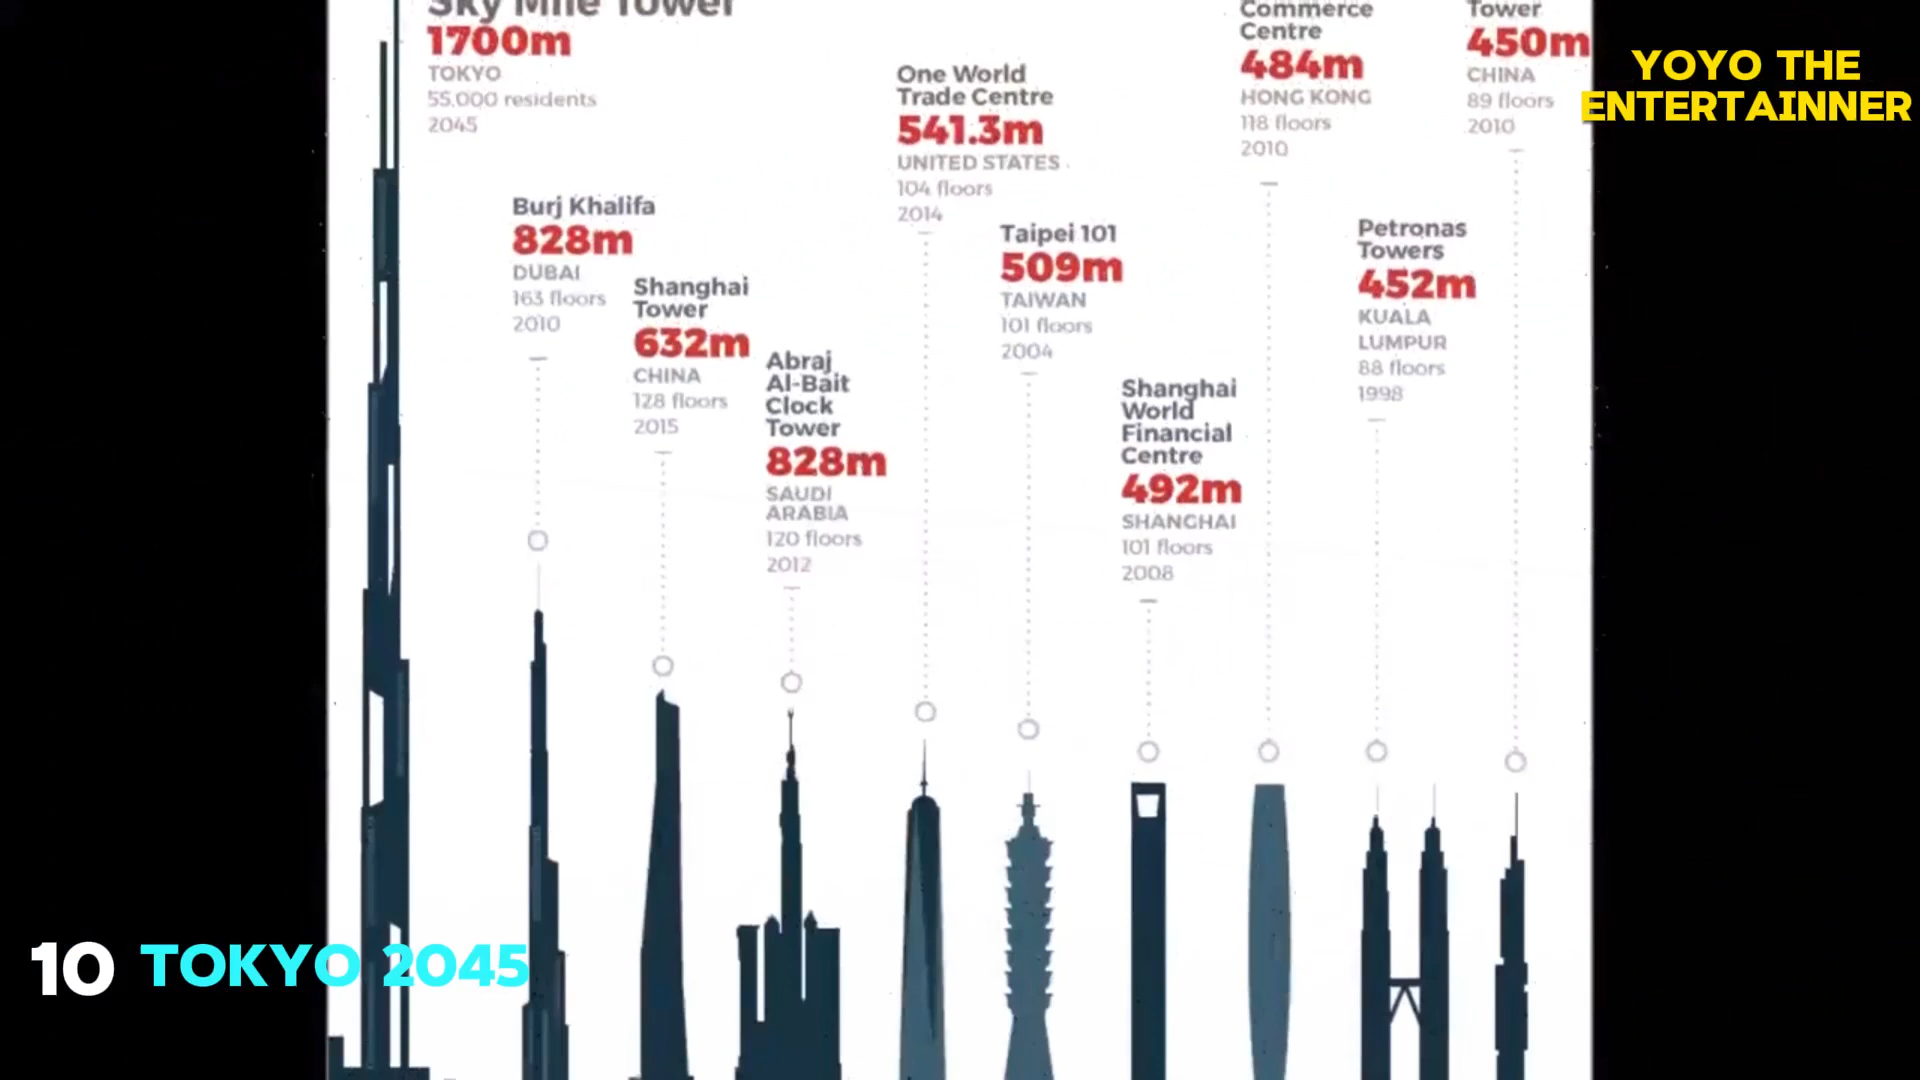 Sky Mile Tower
1700m
TOKYO
55,000 residents
2045
Burj Khalifa
828m
DUBAI
163 floors
2010
Shanghai
Tower
632m
CHINA
128 floors
2015
Abraj
Al-Bait
Clock
Tower
828m
SAUDI
ARABIA
120 floors
2012
One World
Trade Centre
541.3m
UNITED STATES
104 floors
2014
Taipei 101
509m
TAIWAN
101 floors
2004
Shanghai
World
Financial
Centre
492m
SHANGHAI
101 floors
2008
Commerce
Centre
484m
HONG KONG
118 floors
2010
Petronas
Towers
452m
KUALA
LUMPUR
88 floors
1998
Tower
450m
CHINA
89 floors
2010
YOYO THE
ENTERTAINNER
10 TOKYO 2045